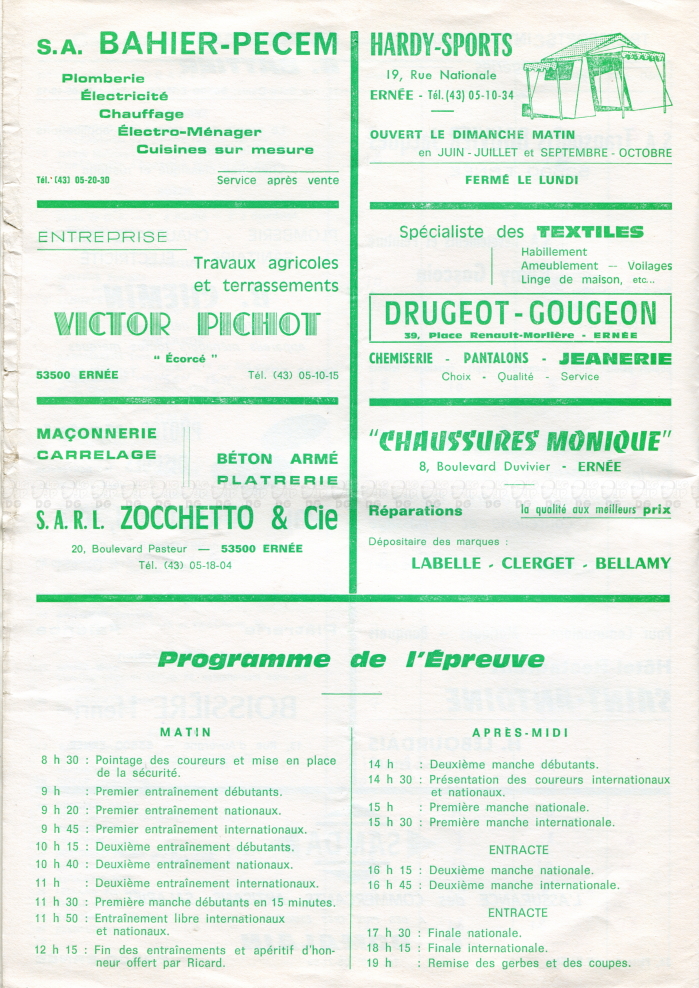 S.A. BAHIER-PECEM
Plomberie
Électricité
Chauffage
Électro-Ménager
Cuisines sur mesure
Tél. (43) 05-20-30
Service après vente
ENTREPRISE
Travaux agricoles
et terrassements
VICTOR PICHOT
" Écorcé "
53500 ERNÉE
Tél. (43) 05-10-15
MAÇONNERIE
CARRELAGE
BÉTON ARMÉ
PLATRERIE
S.A.R.L. ZOCCHETTO & Cie
20, Boulevard Pasteur — 53500 ERNÉE
Tél. (43) 05-18-04
HARDY-SPORTS
19, Rue Nationale
ERNÉE - Tél. (43) 05-10-34
OUVERT LE DIMANCHE MATIN
en JUIN - JUILLET et SEPTEMBRE - OCTOBRE
FERMÉ LE LUNDI
Spécialiste des TEXTILES
Habillement
Ameublement — Voilages
Linge de maison, etc...
DRUGEOT - GOUGEON
39, Place Renault-Morlière - ERNÉE
CHEMISERIE - PANTALONS - JEANERIE
Choix - Qualité - Service
"CHAUSSURES MONIQUE"
8, Boulevard Duvivier - ERNÉE
Réparations
la qualité aux meilleurs prix
Dépositaire des marques :
LABELLE - CLERGET - BELLAMY
Programme de l'Épreuve
MATIN
8 h 30 : Pointage des coureurs et mise en place
de la sécurité.
9 h : Premier entraînement débutants.
9 h 20 : Premier entraînement nationaux.
9 h 45 : Premier entraînement internationaux.
10 h 15 : Deuxième entraînement débutants.
10 h 40 : Deuxième entraînement nationaux.
11 h : Deuxième entraînement internationaux.
11 h 30 : Première manche débutants en 15 minutes.
11 h 50 : Entraînement libre internationaux
et nationaux.
12 h 15 : Fin des entraînements et apéritif d'hon-
neur offert par Ricard.
APRÈS-MIDI
14 h : Deuxième manche débutants.
14 h 30 : Présentation des coureurs internationaux
et nationaux.
15 h : Première manche nationale.
15 h 30 : Première manche internationale.
ENTRACTE
16 h 15 : Deuxième manche nationale.
16 h 45 : Deuxième manche internationale.
ENTRACTE
17 h 30 : Finale nationale.
18 h 15 : Finale internationale.
19 h : Remise des gerbes et des coupes.